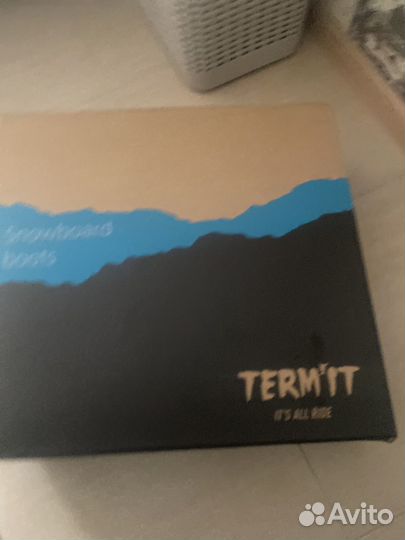 Snowboard
boots
TERM'IT
IT'S ALL RIDE
Avito